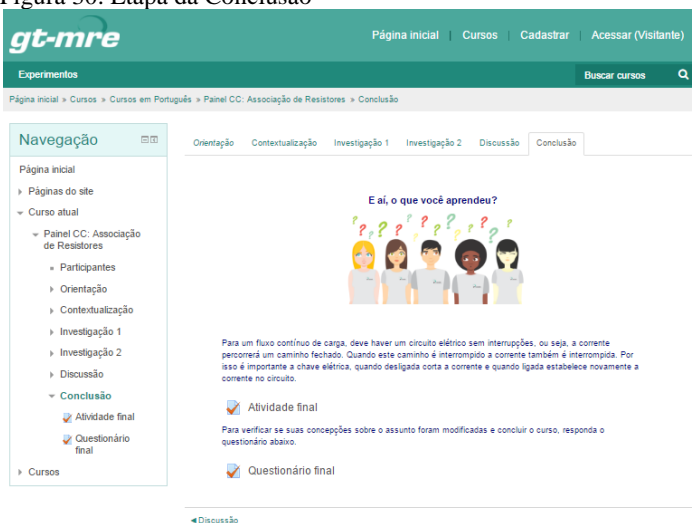 Figura 30: Etapa da Conclusão
gt-mre
Página inicial | Cursos | Cadastrar | Acessar (Visitante)
Experimentos
Buscar cursos
Página inicial » Cursos » Cursos em Português » Painel CC: Associação de Resistores » Conclusão
Navegação
Página inicial
Páginas do site
Curso atual
Painel CC: Associação
de Resistores
Participantes
Orientação
Contextualização
Investigação 1
Investigação 2
Discussão
Conclusão
Atividade final
Questionário
final
Cursos
Orientação Contextualização Investigação 1 Investigação 2 Discussão Conclusão
E aí, o que você aprendeu?
Para um fluxo contínuo de carga, deve haver um circuito elétrico sem interrupções, ou seja, a corrente
percorrerá um caminho fechado. Quando este caminho é interrompido a corrente também é interrompida. Por
isso é importante a chave elétrica, quando desligada corta a corrente e quando ligada estabelece novamente a
corrente no circuito.
Atividade final
Para verificar se suas concepções sobre o assunto foram modificadas e concluir o curso, responda o
questionário abaixo.
Questionário final
◄Discussão